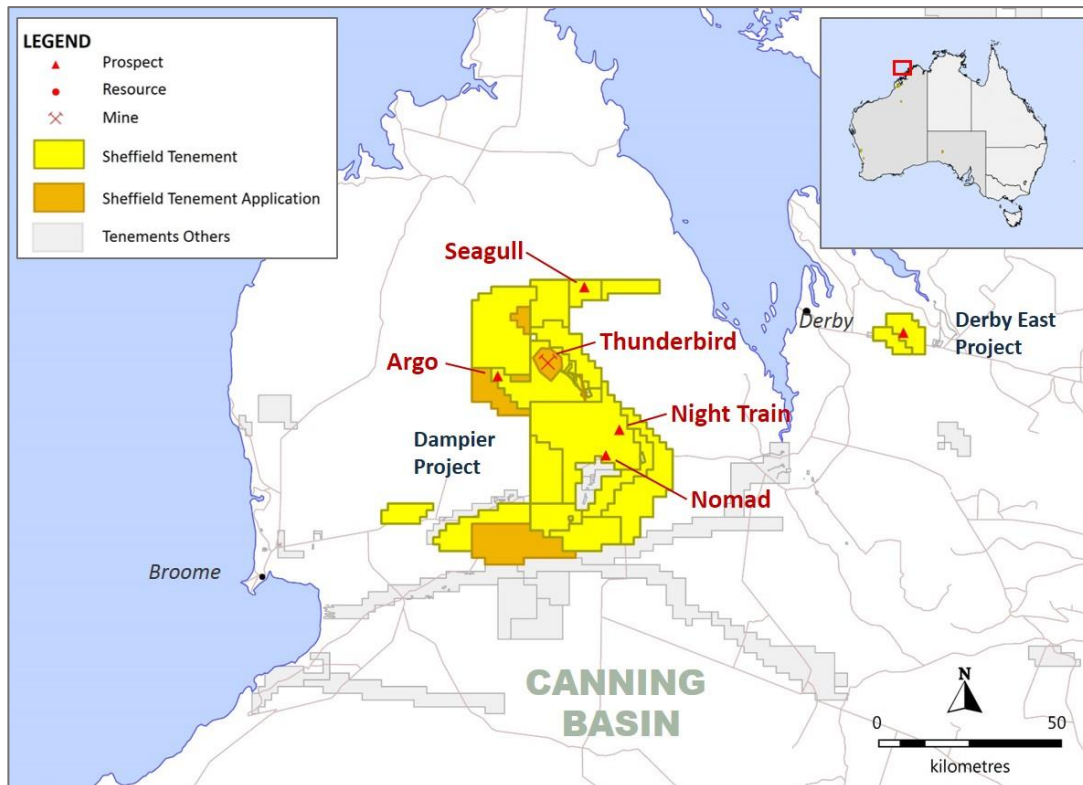 LEGEND
Prospect
Resource
Mine
Sheffield Tenement
Sheffield Tenement Application
Tenements Others
Seagull
Thunderbird
Argo
Derby
Derby East
Project
Night Train
Dampier
Project
Nomad
Broome
CANNING
BASIN
N
0
50
kilometres